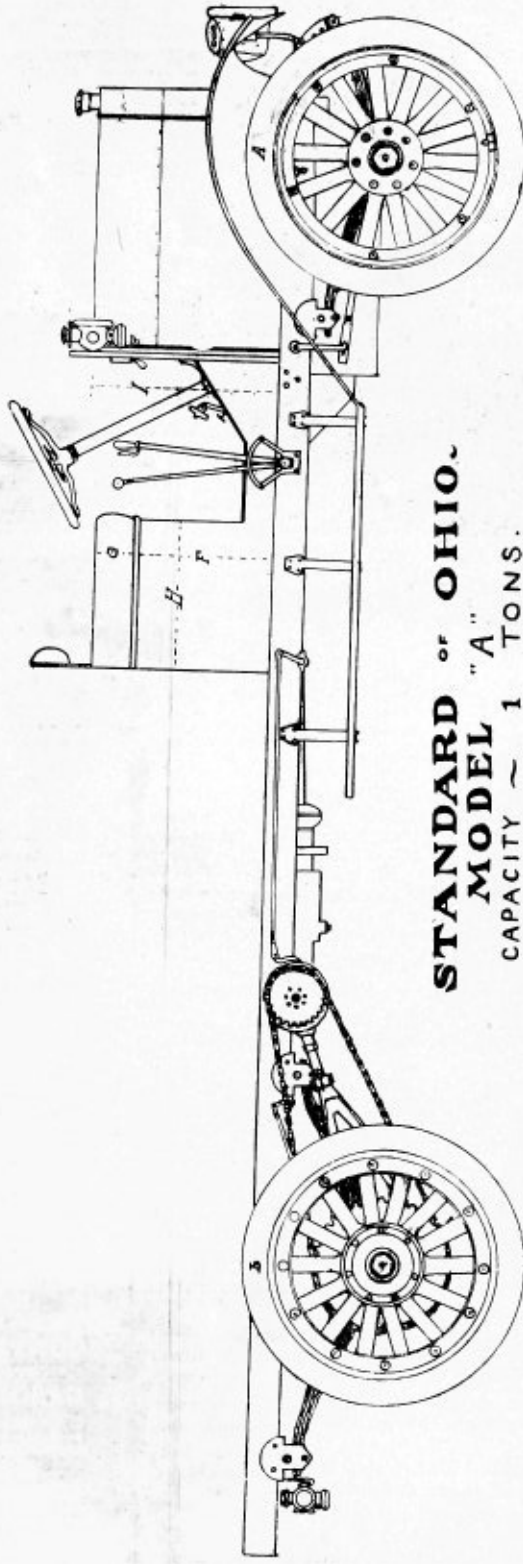 STANDARD OF OHIO~
MODEL "A"
CAPACITY ~ 1 TONS.
A
I
G
H
F